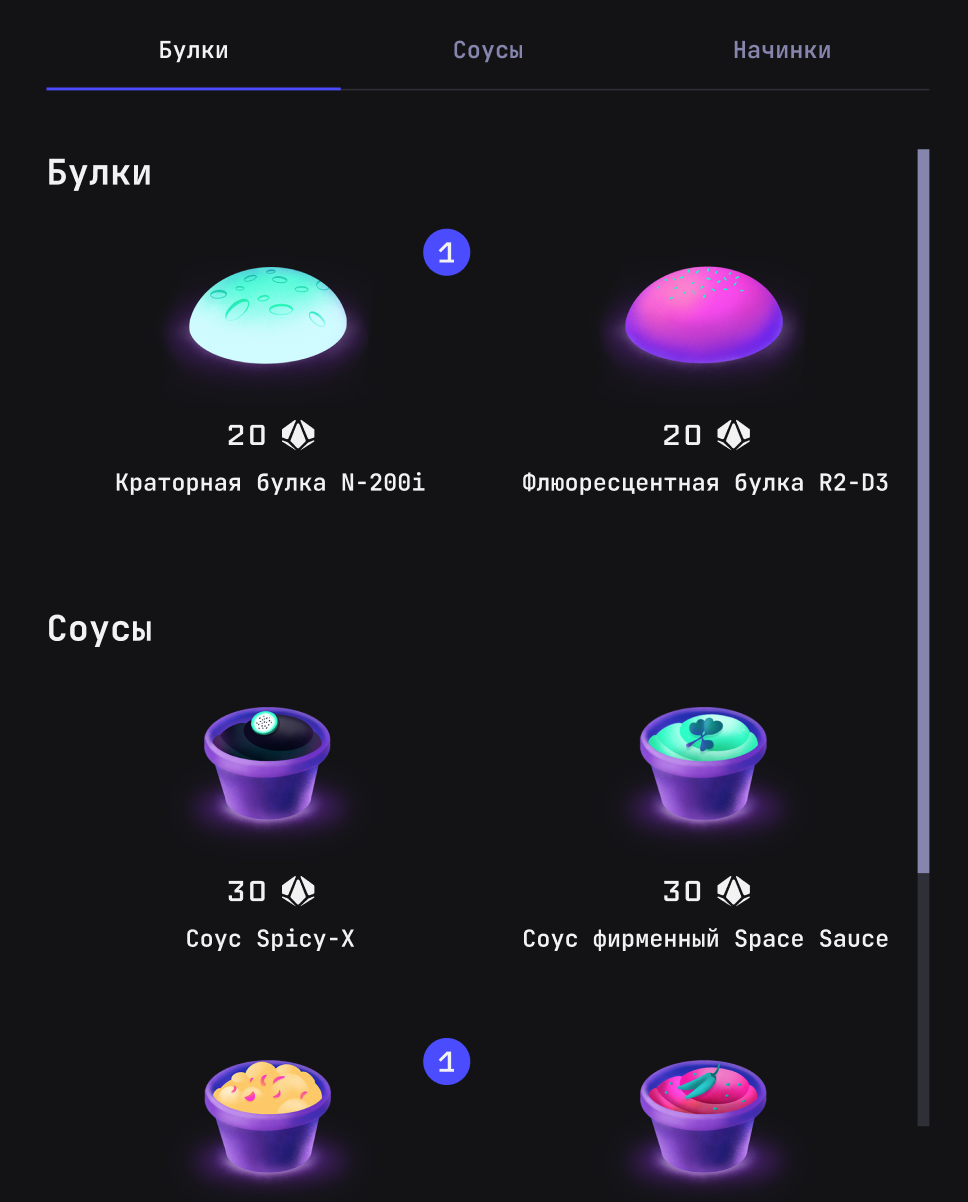 Булки Соусы Начинки
Булки
1
20 20
Краторная булка N-200i Флюоресцентная булка R2-D3
Соусы
30 30
Соус Spicy-X Соус фирменный Space Sauce
1